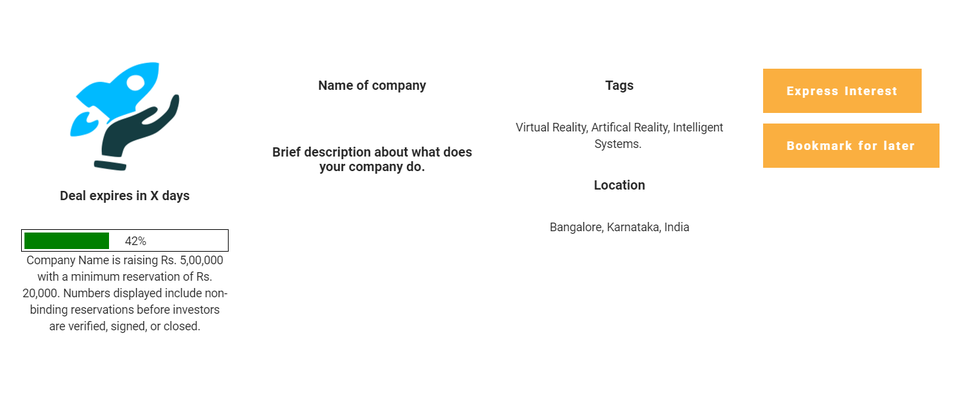 Deal expires in X days
42%
Company Name is raising Rs. 5,00,000
with a minimum reservation of Rs.
20,000. Numbers displayed include non-
binding reservations before investors
are verified, signed, or closed.
Name of company
Brief description about what does
your company do.
Tags
Virtual Reality, Artifical Reality, Intelligent
Systems.
Location
Bangalore, Karnataka, India
Express Interest
Bookmark for later